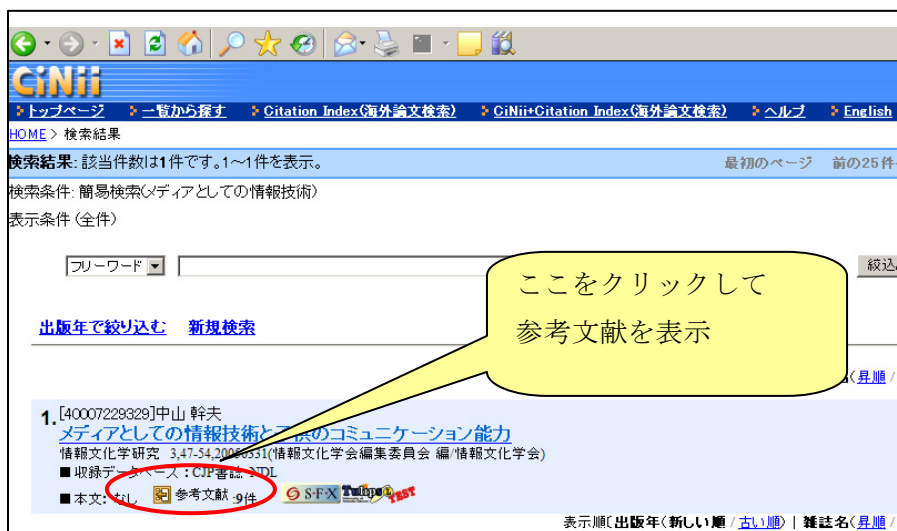 CiNii
トップページ 一覧から探す Citation Index(海外論文検索) CiNii+Citation Index(海外論文検索) ヘルプ English
HOME > 検索結果
検索結果: 該当件数は1件です。1～1件を表示。 最初のページ 前の25件
検索条件: 簡易検索(メディアとしての情報技術)
表示条件 (全件)
フリーワード 絞込
ここをクリックして
参考文献を表示
出版年で絞り込む 新規検索
(昇順 /
1. [40007229329]中山 幹夫
メディアとしての情報技術と子供のコミュニケーション能力
情報文化学研究 3,47-54,200 531(情報文化学会編集委員会 編/情報文化学会)
■収録データベース : CJP書誌 NDL
■本文: なし 参考文献 9件 S·F·X Tulips TEST
表示順[出版年(新しい順 / 古い順) | 雑誌名(昇順 /